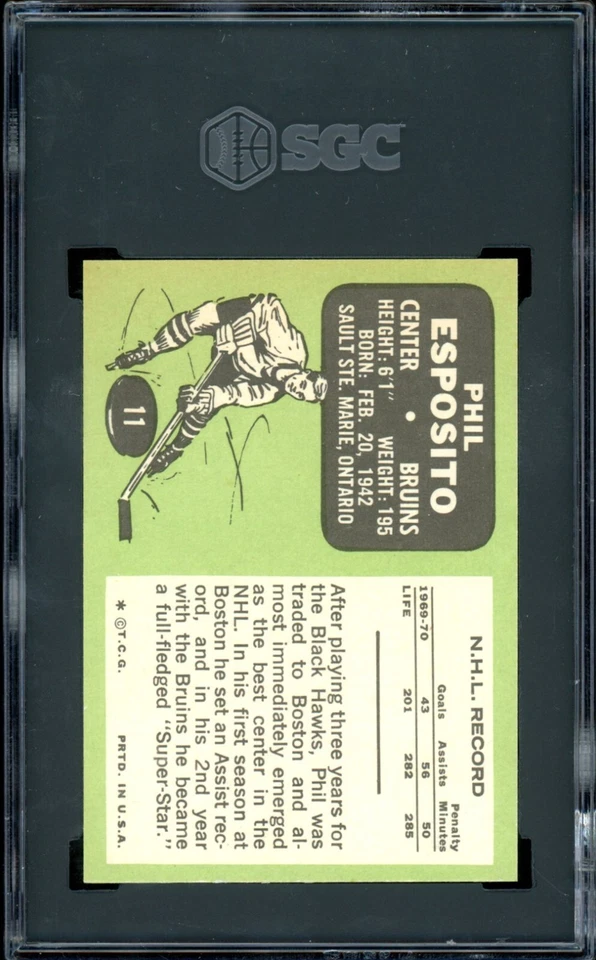 SGC
PHIL
ESPOSITO
CENTER • BRUINS
HEIGHT: 6'1" WEIGHT: 195
BORN: FEB. 20, 1942
SAULT STE. MARIE, ONTARIO
11
N.H.L. RECORD
Penalty
Goals Assists Minutes
1969-70 43 56 50
LIFE 201 282 285
After playing three years for
the Black Hawks, Phil was
traded to Boston and al-
most immediately emerged
as the best center in the
NHL. In his first season at
Boston he set an Assist rec-
ord, and in his 2nd year
with the Bruins he became
a full-fledged "Super-Star."
* ©T.C.G. PRTD. IN U.S.A.